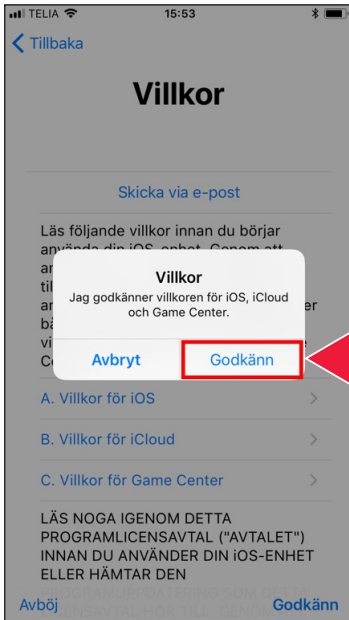 TELIA 15:53
Tillbaka
Villkor
Skicka via e-post
Läs följande villkor innan du börjar
använda din iOS-enhet. Genom att
Villkor
Jag godkänner villkoren för iOS, iCloud
och Game Center.
Avbryt Godkänn
A. Villkor för iOS
B. Villkor för iCloud
C. Villkor för Game Center
LÄS NOGA IGENOM DETTA
PROGRAMLICENSAVTAL ("AVTALET")
INNAN DU ANVÄNDER DIN iOS-ENHET
ELLER HÄMTAR DEN
PROGRAMUPPDATERING SOM DETTA
Avböj Godkänn